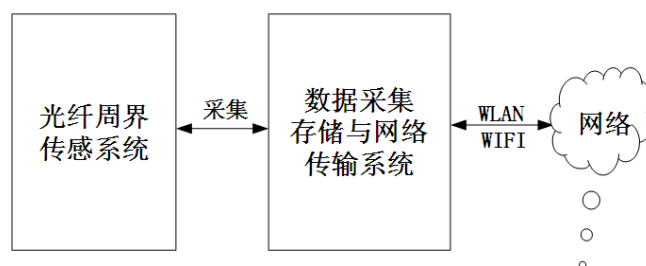 光纤周界
传感系统
采集
数据采集
存储与网络
传输系统
WLAN
WIFI
网络